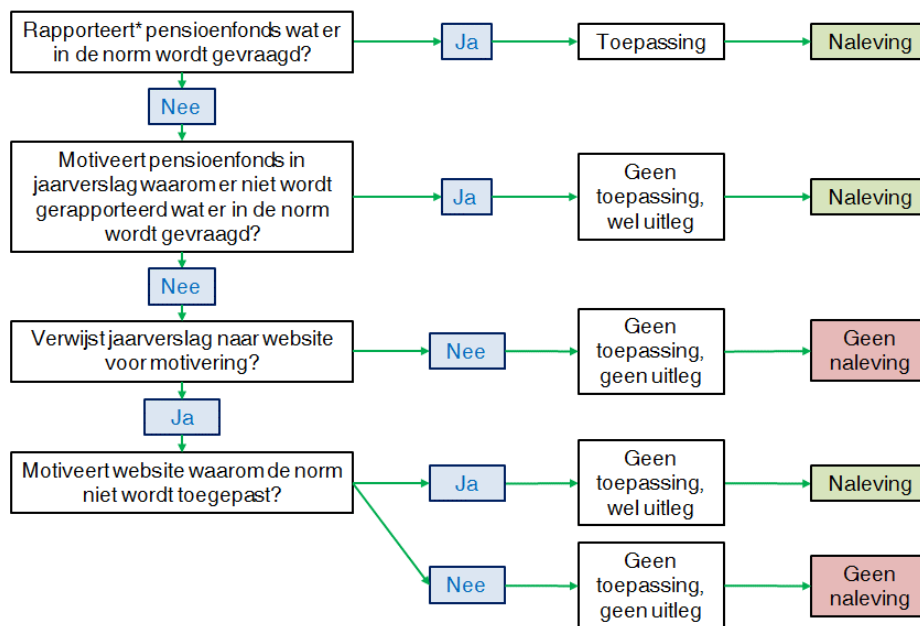 Rapporteert* pensioenfonds wat er
in de norm wordt gevraagd?
Ja
Toepassing
Naleving
Nee
Motiveert pensioenfonds in
jaarverslag waarom er niet wordt
gerapporteerd wat er in de norm
wordt gevraagd?
Ja
Geen
toepassing,
wel uitleg
Naleving
Nee
Verwijst jaarverslag naar website
voor motivering?
Nee
Geen
toepassing,
geen uitleg
Geen
naleving
Ja
Motiveert website waarom de norm
niet wordt toegepast?
Ja
Geen
toepassing,
wel uitleg
Naleving
Nee
Geen
toepassing,
geen uitleg
Geen
naleving